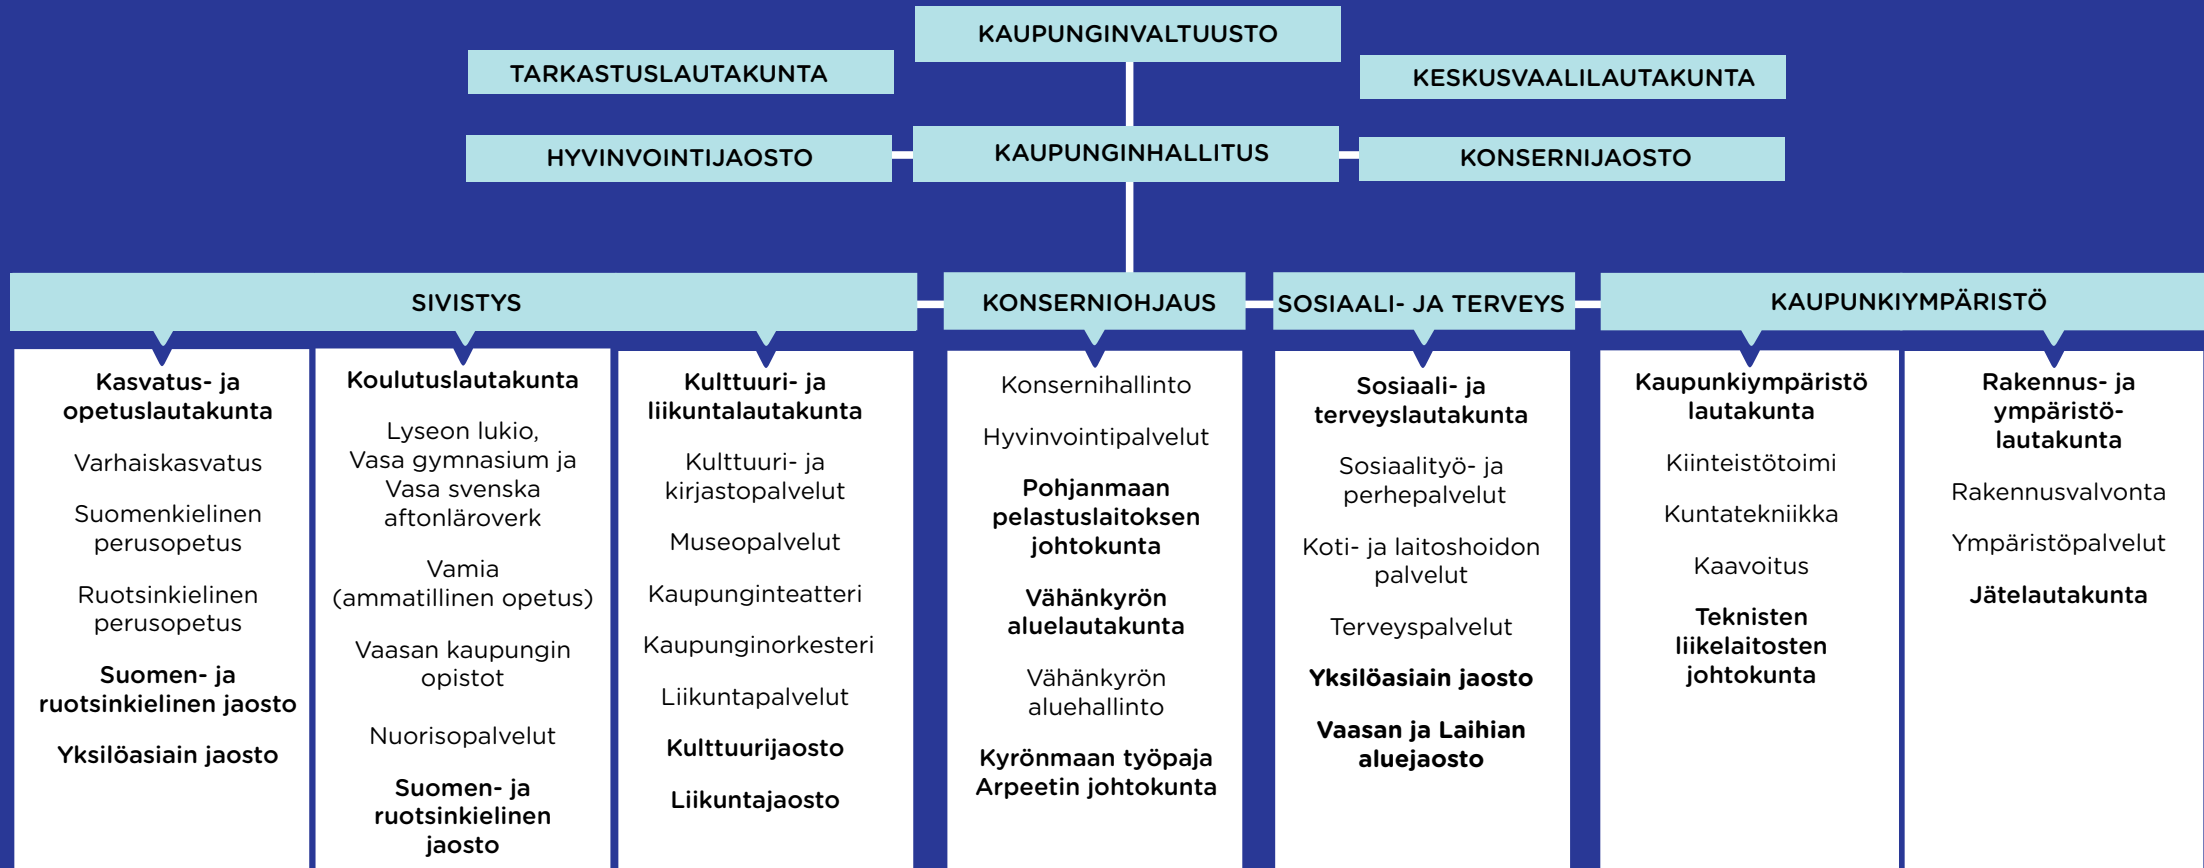 KAUPUNGINVALTUUSTO
TARKASTUSLAUTAKUNTA
KESKUSVAALILAUTAKUNTA
HYVINVOINTIJAOSTO
KAUPUNGINHALLITUS
KONSERNIJAOSTO
SIVISTYS
KONSERNIOHJAUS
SOSIAALI- JA TERVEYS
KAUPUNKIYMPÄRISTÖ
Kasvatus- ja
opetuslautakunta
Varhaiskasvatus
Suomenkielinen
perusopetus
Ruotsinkielinen
perusopetus
Suomen- ja
ruotsinkielinen jaosto
Yksilöasiain jaosto
Koulutuslautakunta
Lyseon lukio,
Vasa gymnasium ja
Vasa svenska
aftonläroverk
Vamia
(ammatillinen opetus)
Vaasan kaupungin
opistot
Nuorisopalvelut
Suomen- ja
ruotsinkielinen
jaosto
Kulttuuri- ja
liikuntalautakunta
Kulttuuri- ja
kirjastopalvelut
Museopalvelut
Kaupunginteatteri
Kaupunginorkesteri
Liikuntapalvelut
Kulttuurijaosto
Liikuntajaosto
Konsernihallinto
Hyvinvointipalvelut
Pohjanmaan
pelastuslaitoksen
johtokunta
Vähänkyrön
aluelautakunta
Vähänkyrön
aluehallinto
Kyrönmaan työpaja
Arpeetin johtokunta
Sosiaali- ja
terveyslautakunta
Sosiaalityö- ja
perhepalvelut
Koti- ja laitoshoidon
palvelut
Terveyspalvelut
Yksilöasiain jaosto
Vaasan ja Laihian
aluejaosto
Kaupunkiympäristö
lautakunta
Kiinteistötoimi
Kuntatekniikka
Kaavoitus
Teknisten
liikelaitosten
johtokunta
Rakennus- ja
ympäristö-
lautakunta
Rakennusvalvonta
Ympäristöpalvelut
Jätelautakunta